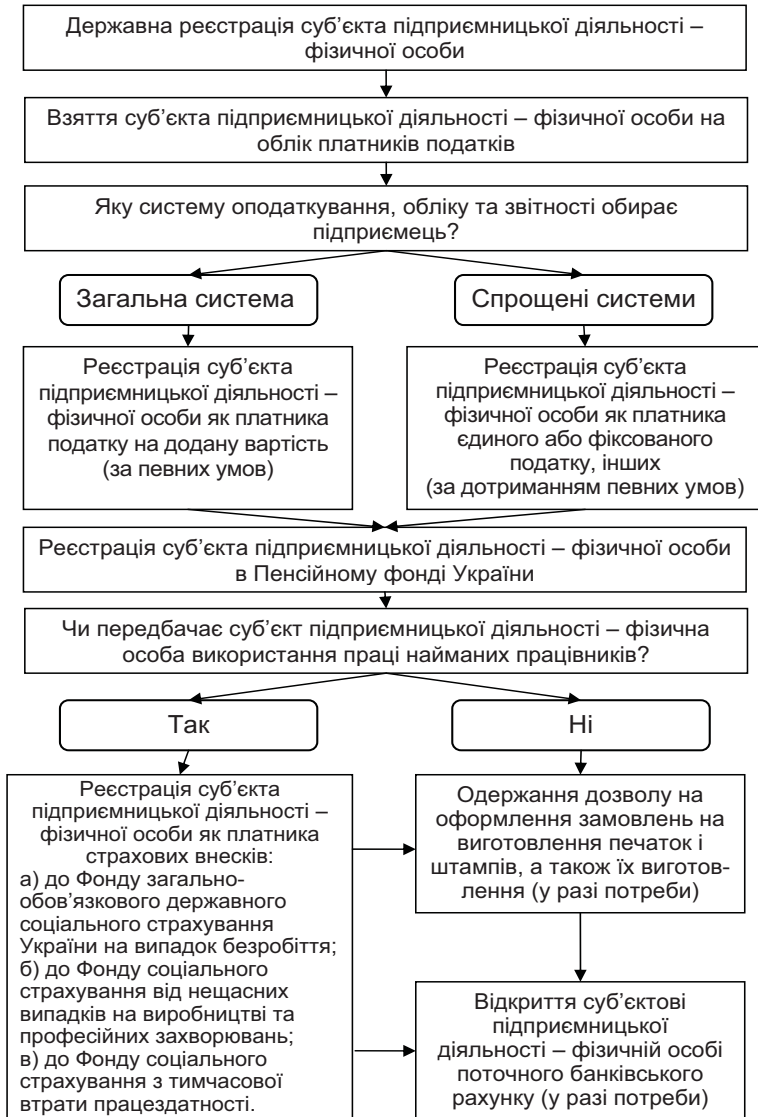 Державна реєстрація суб’єкта підприємницької діяльності –
фізичної особи
Взяття суб’єкта підприємницької діяльності – фізичної особи на
облік платників податків
Яку систему оподаткування, обліку та звітності обирає
підприємець?
Загальна система
Спрощені системи
Реєстрація суб’єкта
підприємницької діяльності –
фізичної особи як платника
податку на додану вартість
(за певних умов)
Реєстрація суб’єкта
підприємницької діяльності –
фізичної особи як платника
єдиного або фіксованого
податку, інших
(за дотриманням певних умов)
Реєстрація суб’єкта підприємницької діяльності – фізичної особи
в Пенсійному фонді України
Чи передбачає суб’єкт підприємницької діяльності – фізична
особа використання праці найманих працівників?
Так
Ні
Реєстрація суб’єкта
підприємницької діяльності –
фізичної особи як платника
страхових внесків:
а) до Фонду загально-
обов’язкового державного
соціального страхування
України на випадок безробіття;
б) до Фонду соціального
страхування від нещасних
випадків на виробництві та
професійних захворювань;
в) до Фонду соціального
страхування з тимчасової
втрати працездатності.
Одержання дозволу на
оформлення замовлень на
виготовлення печаток і
штампів, а також їх виготов-
лення (у разі потреби)
Відкриття суб’єктові
підприємницької
діяльності – фізичній особі
поточного банківського
рахунку (у разі потреби)